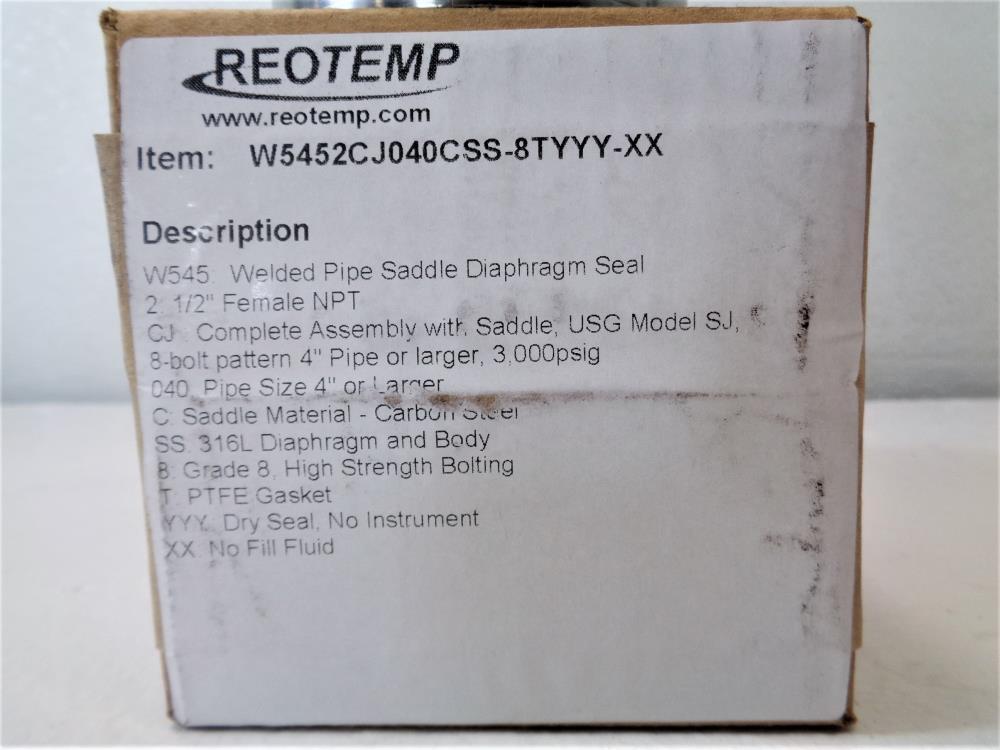 REOTEMP
www.reotemp.com
Item: W5452CJ040CSS-8TYYY-XX
Description
W545: Welded Pipe Saddle Diaphragm Seal
2: 1/2" Female NPT
CJ: Complete Assembly with Saddle, USG Model SJ,
8-bolt pattern 4" Pipe or larger, 3,000psig
040: Pipe Size 4" or Larger
C: Saddle Material - Carbon Steel
SS: 316L Diaphragm and Body
8: Grade 8, High Strength Bolting
T: PTFE Gasket
YYY: Dry Seal, No Instrument
XX: No Fill Fluid